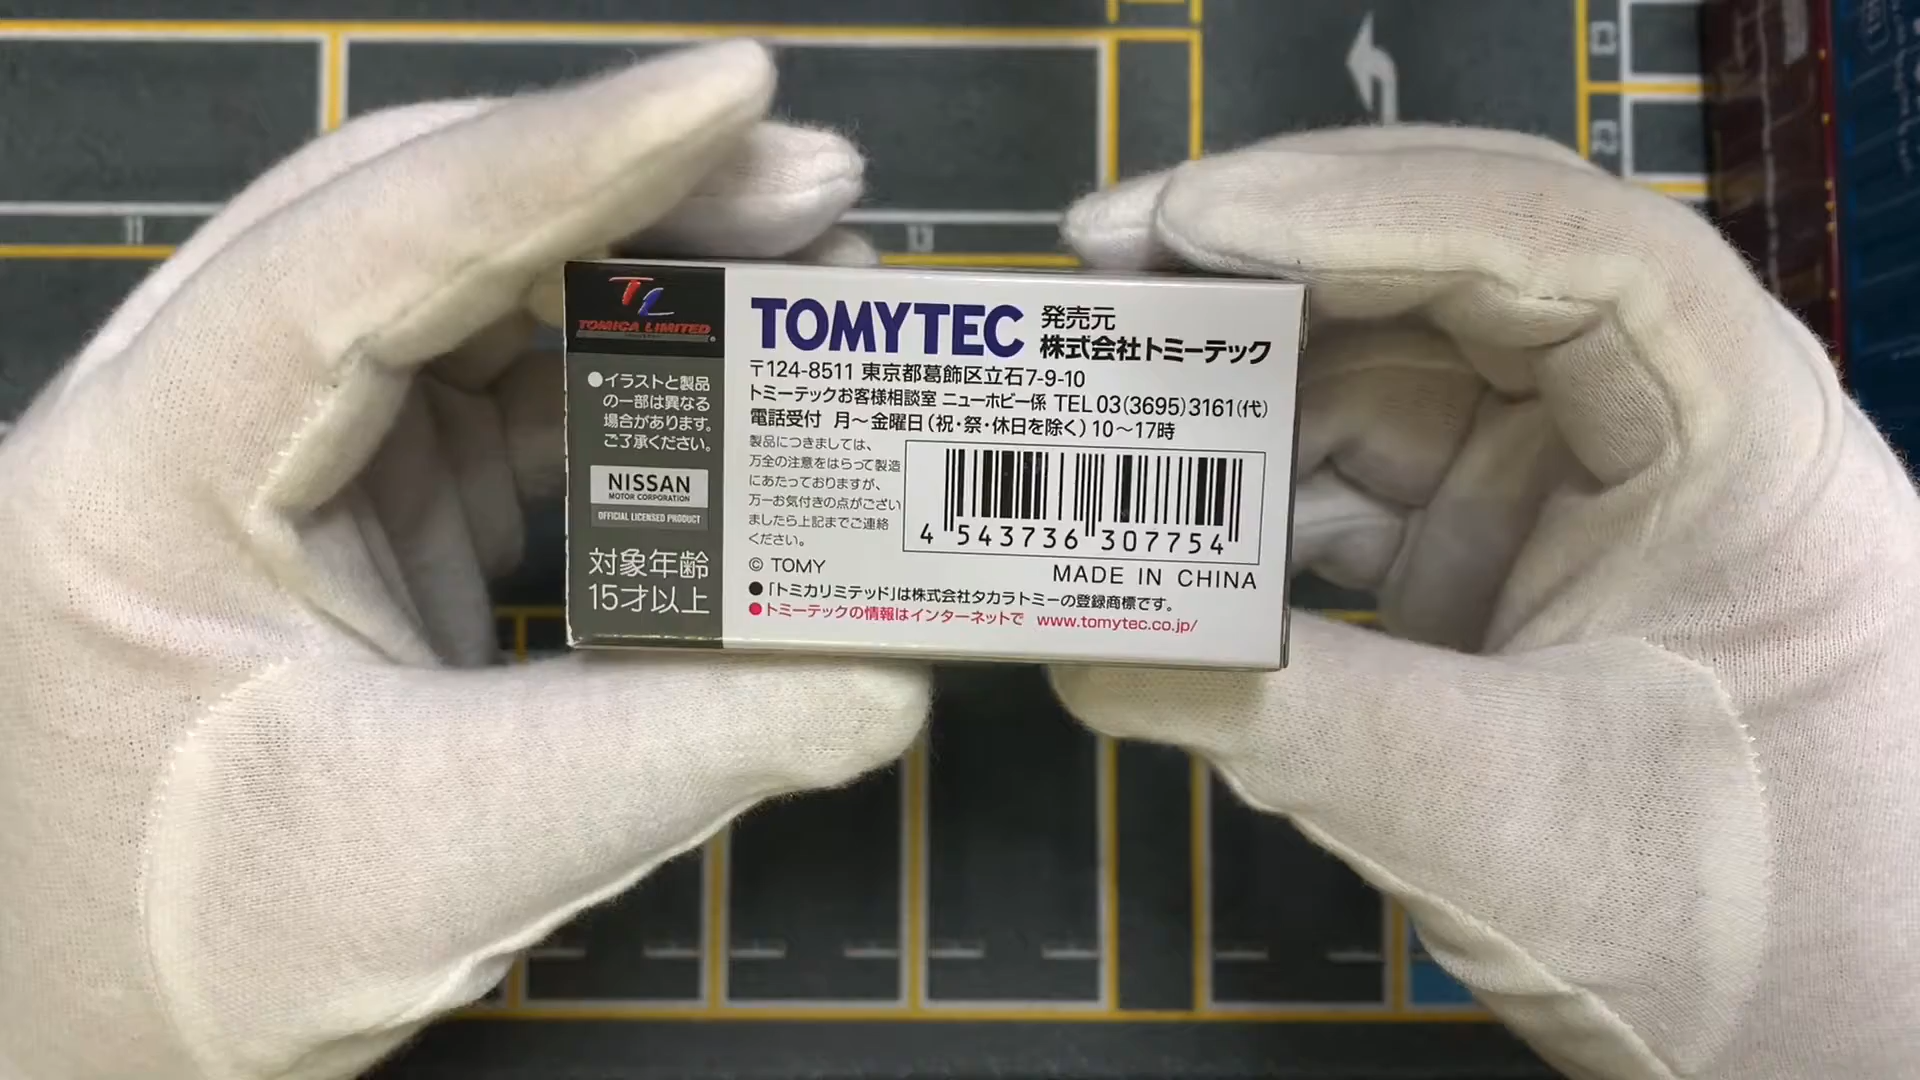 TL
TOMICA LIMITED
●イラストと製品
の一部は異なる
場合があります。
ご了承ください。
NISSAN
MOTOR CORPORATION
OFFICIAL LICENSED PRODUCT
対象年齢
15才以上
TOMYTEC
発売元
株式会社トミーテック
〒124-8511 東京都葛飾区立石7-9-10
トミーテックお客様相談室 ニューホビー係 TEL 03(3695)3161(代)
電話受付 月〜金曜日(祝・祭・休日を除く)10〜17時
製品につきましては、
万全の注意をはらって製造
にあたっておりますが、
万一お気付きの点がござい
ましたら上記までご連絡
ください。
4 543736 307754
© TOMY
MADE IN CHINA
●「トミカリミテッド」は株式会社タカラトミーの登録商標です。
●トミーテックの情報はインターネットで www.tomytec.co.jp/
11
13
C3
C2